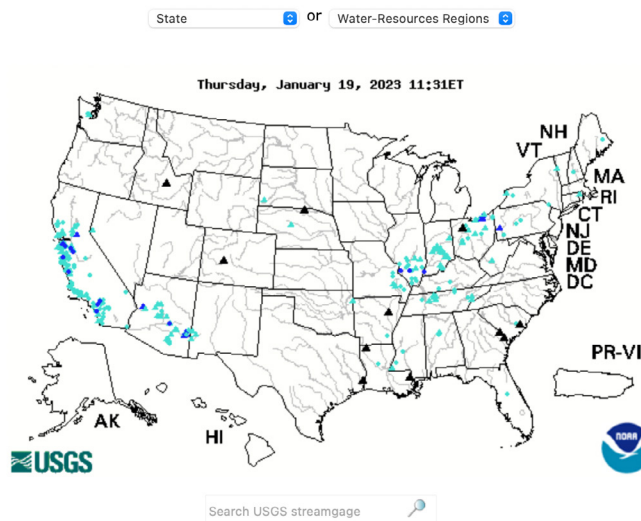 State or Water-Resources Regions
Thursday, January 19, 2023 11:31ET
NH
VT
MA
RI
CT
NJ
DE
MD
DC
PR-VI
AK
HI
USGS
NOAA
Search USGS streamgage